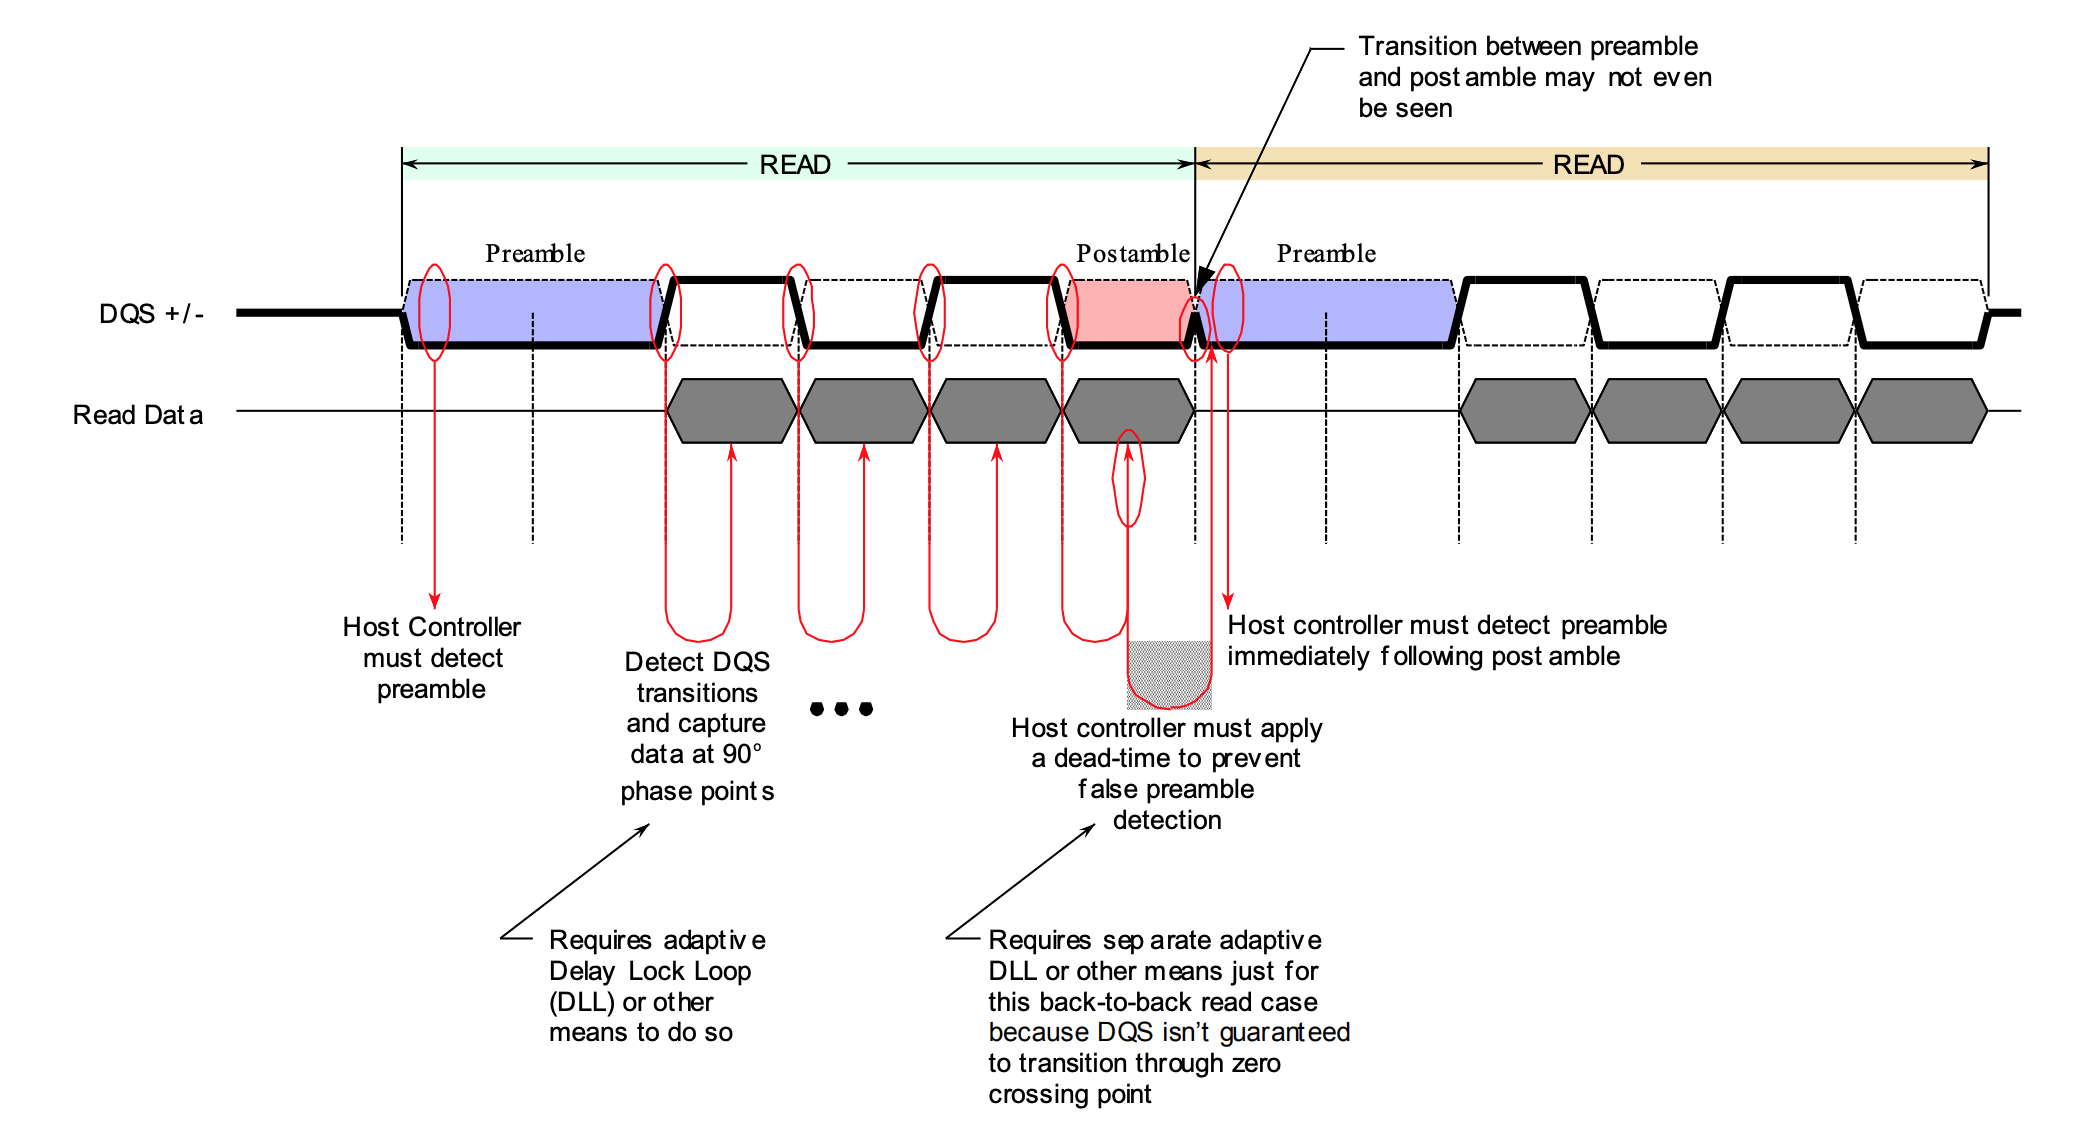 Transition between preamble
and postamble may not even
be seen
READ
READ
Preamble
Postamble
Preamble
DQS +/-
Read Data
Host Controller
must detect
preamble
Host controller must detect preamble
immediately following postamble
Detect DQS
transitions
and capture
data at 90°
phase points
•••
Host controller must apply
a dead-time to prevent
false preamble
detection
Requires adaptive
Delay Lock Loop
(DLL) or other
means to do so
Requires separate adaptive
DLL or other means just for
this back-to-back read case
because DQS isn't guaranteed
to transition through zero
crossing point